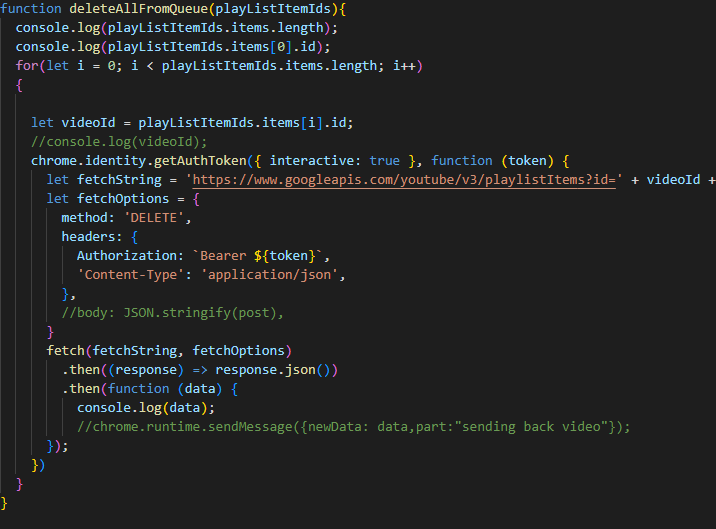 function deleteAllFromQueue(playListItemIds){
console.log(playListItemIds.items.length);
console.log(playListItemIds.items[0].id);
for(let i = 0; i < playListItemIds.items.length; i++)
{
let videoId = playListItemIds.items[i].id;
//console.log(videoId);
chrome.identity.getAuthToken({ interactive: true }, function (token) {
let fetchString = 'https://www.googleapis.com/youtube/v3/playlistItems?id=' + videoId +
let fetchOptions = {
method: 'DELETE',
headers: {
Authorization: `Bearer ${token}`,
'Content-Type': 'application/json',
},
//body: JSON.stringify(post),
}
fetch(fetchString, fetchOptions)
.then((response) => response.json())
.then(function (data) {
console.log(data);
//chrome.runtime.sendMessage({newData: data,part:"sending back video"});
});
})
}
}